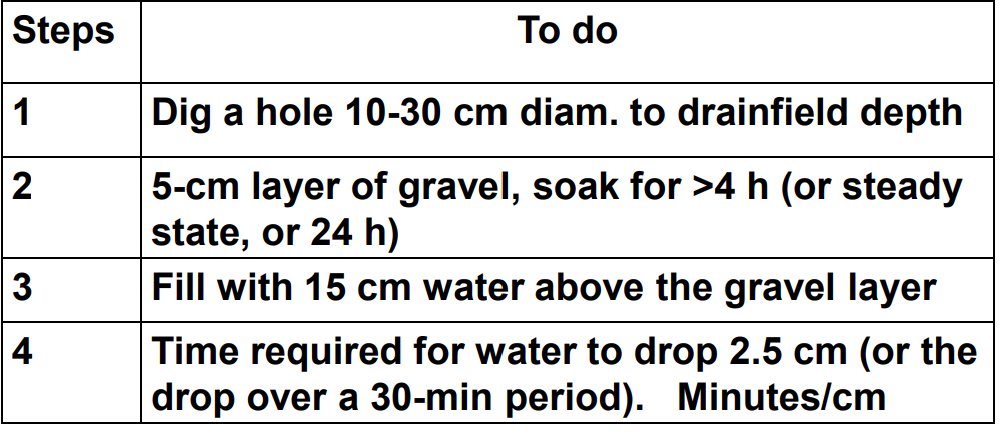 Steps To do
1 Dig a hole 10-30 cm diam. to drainfield depth
2 5-cm layer of gravel, soak for >4 h (or steady
state, or 24 h)
3 Fill with 15 cm water above the gravel layer
4 Time required for water to drop 2.5 cm (or the
drop over a 30-min period). Minutes/cm